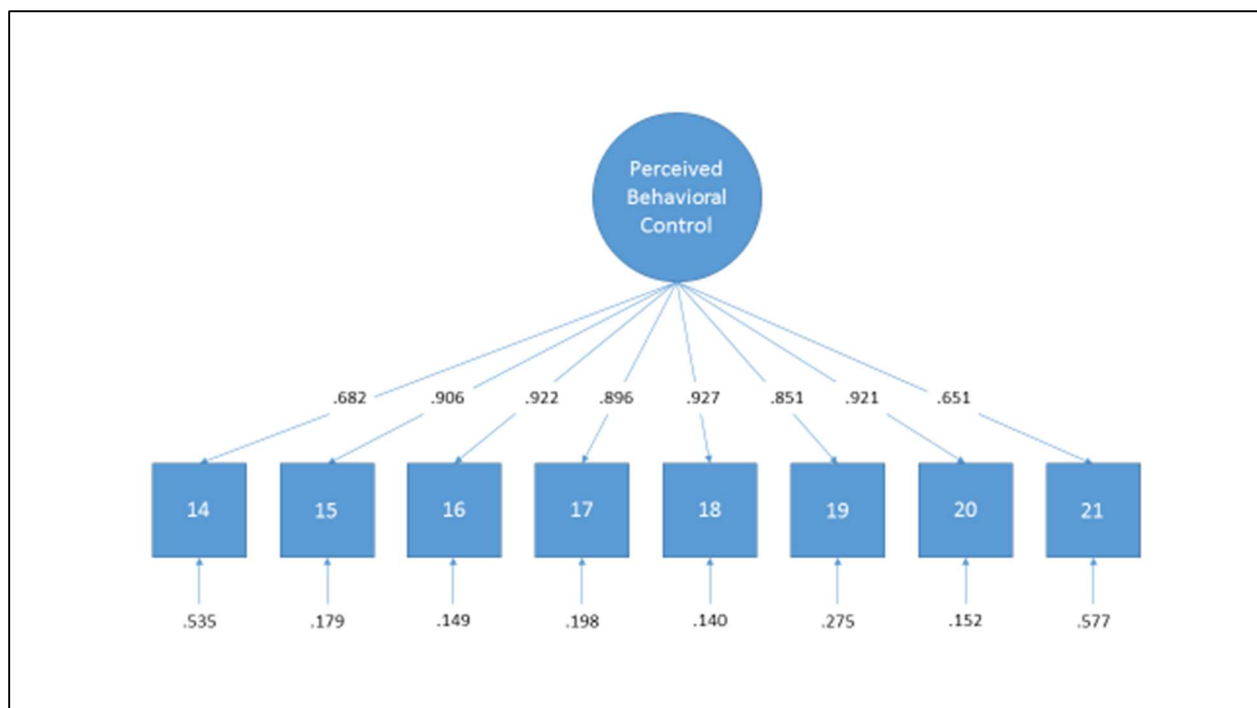 Perceived
Behavioral
Control
.682 .906 .922 .896 .927 .851 .921 .651
14 15 16 17 18 19 20 21
.535 .179 .149 .198 .140 .275 .152 .577